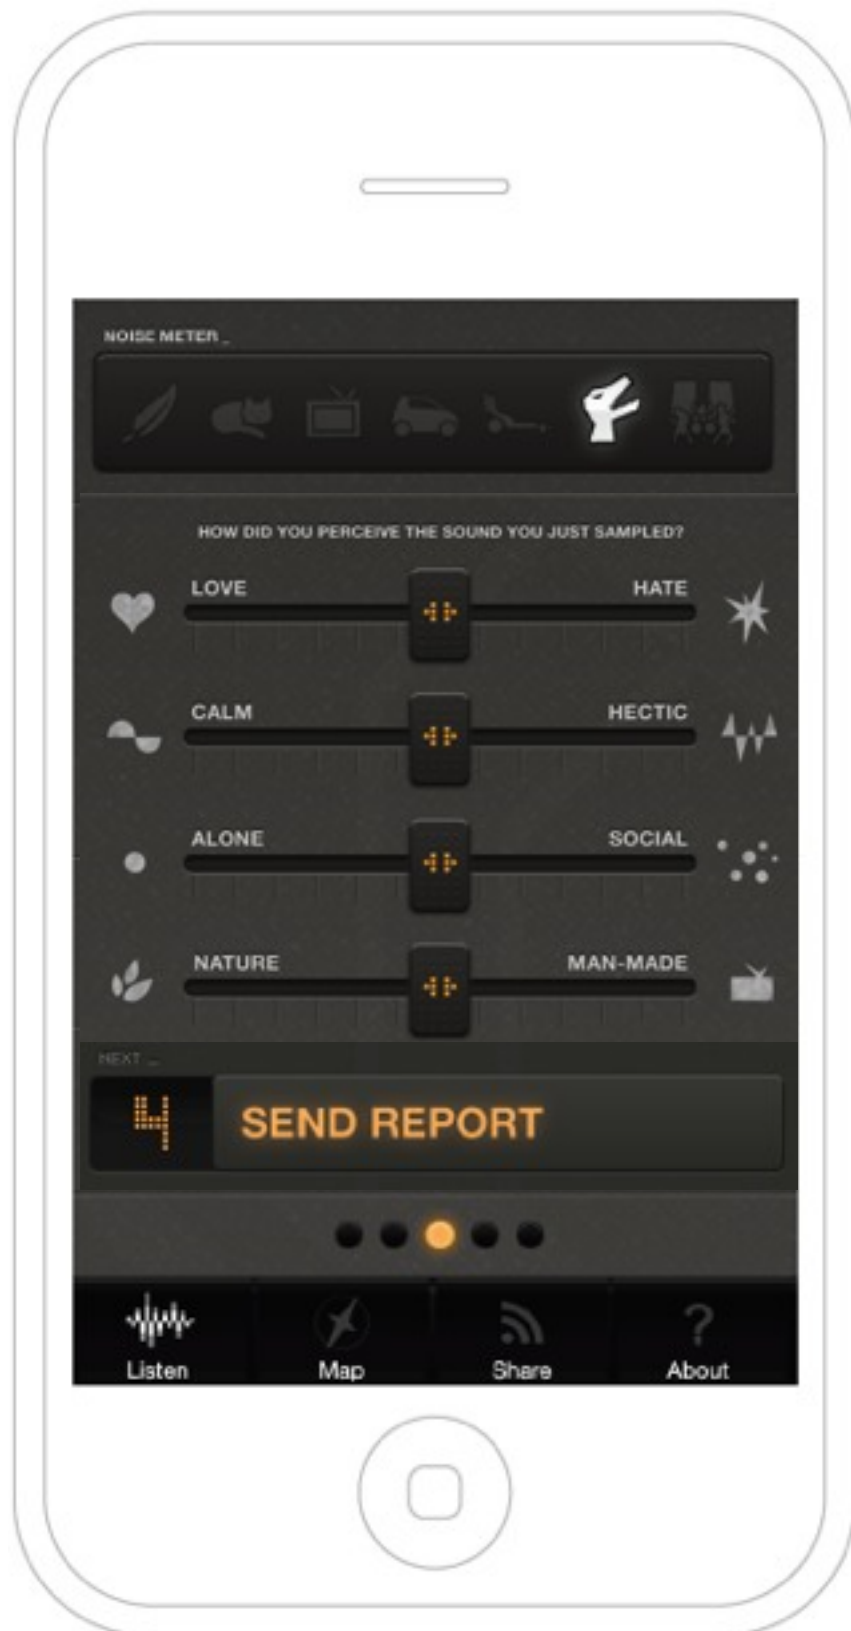 NOISE METER _
HOW DID YOU PERCEIVE THE SOUND YOU JUST SAMPLED?
LOVE HATE
CALM HECTIC
ALONE SOCIAL
NATURE MAN-MADE
NEXT _
4 SEND REPORT
Listen Map Share About